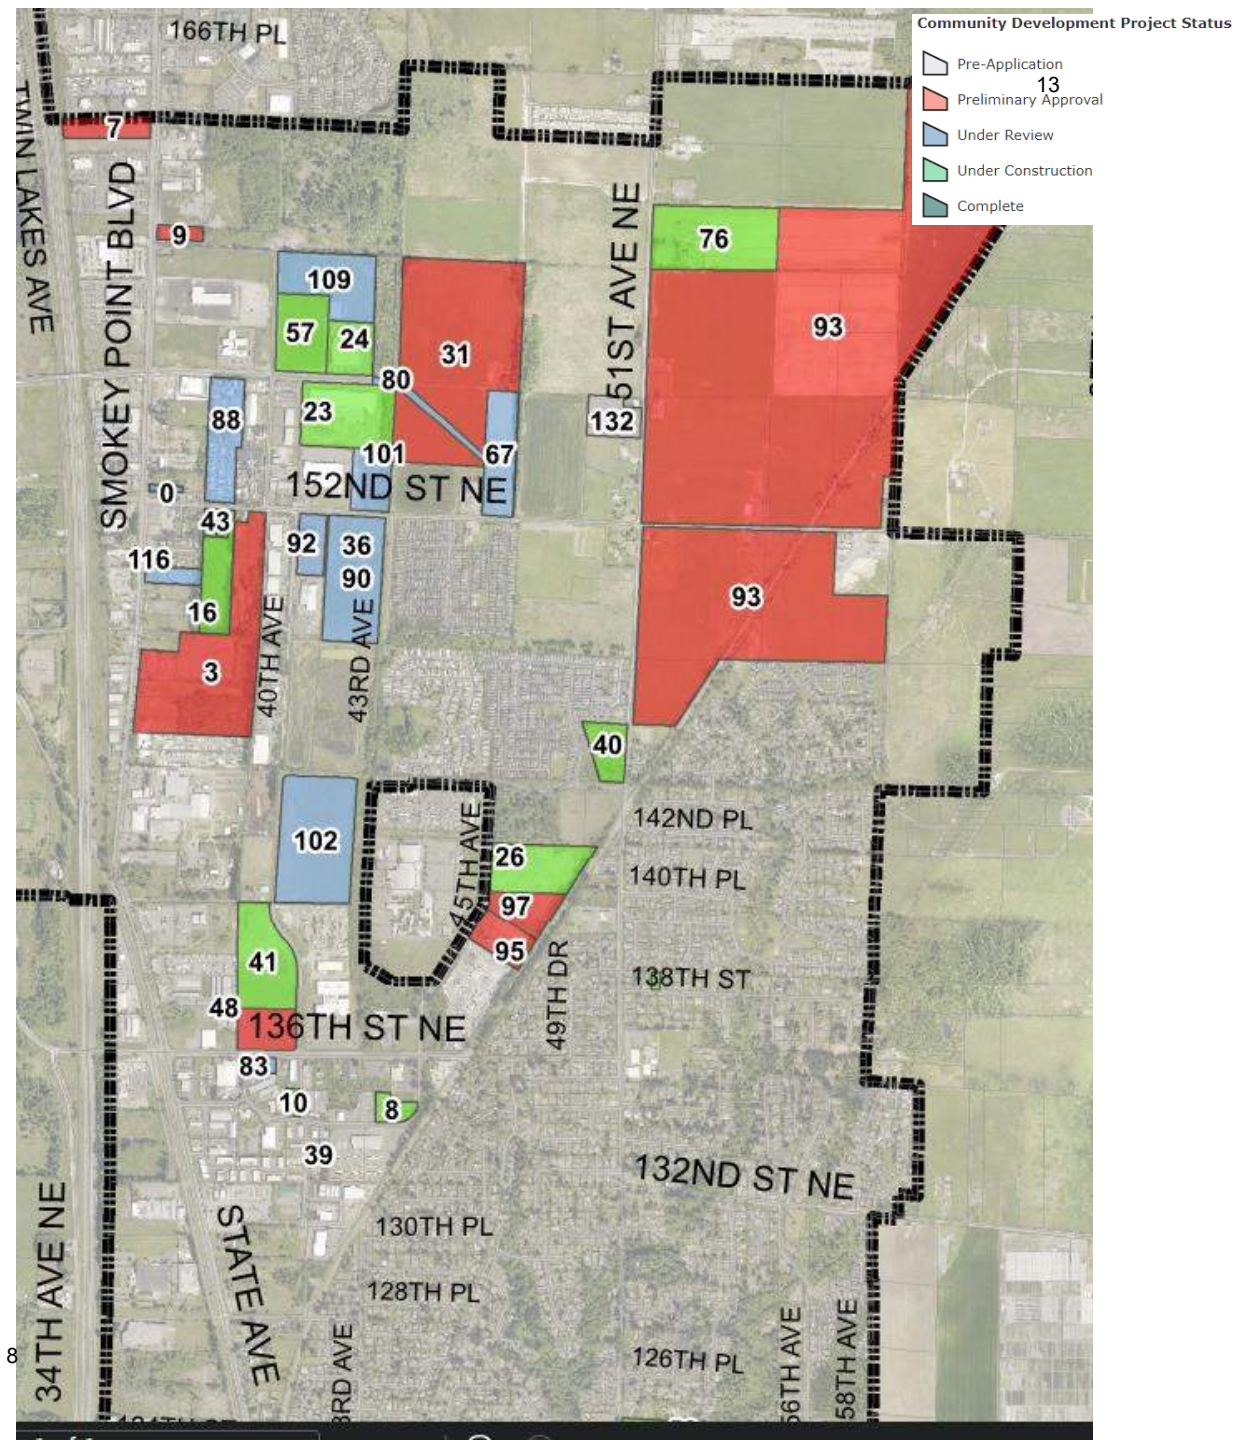 166TH PL
Community Development Project Status
Pre-Application
13
Preliminary Approval
Under Review
Under Construction
Complete
TWIN LAKES AVE
7
SMOKEY POINT BLVD
9
51ST AVE NE
76
109
57
24
31
93
80
88
23
132
101
67
0
152ND ST NE
43
116
92
36
90
16
93
3
40TH AVE
43RD AVE
40
102
142ND PL
45TH AVE
26
140TH PL
97
95
41
49TH DR
138TH ST
48
136TH ST NE
83
10
8
39
132ND ST NE
34TH AVE NE
STATE AVE
130TH PL
128TH PL
126TH PL
56TH AVE
58TH AVE
8